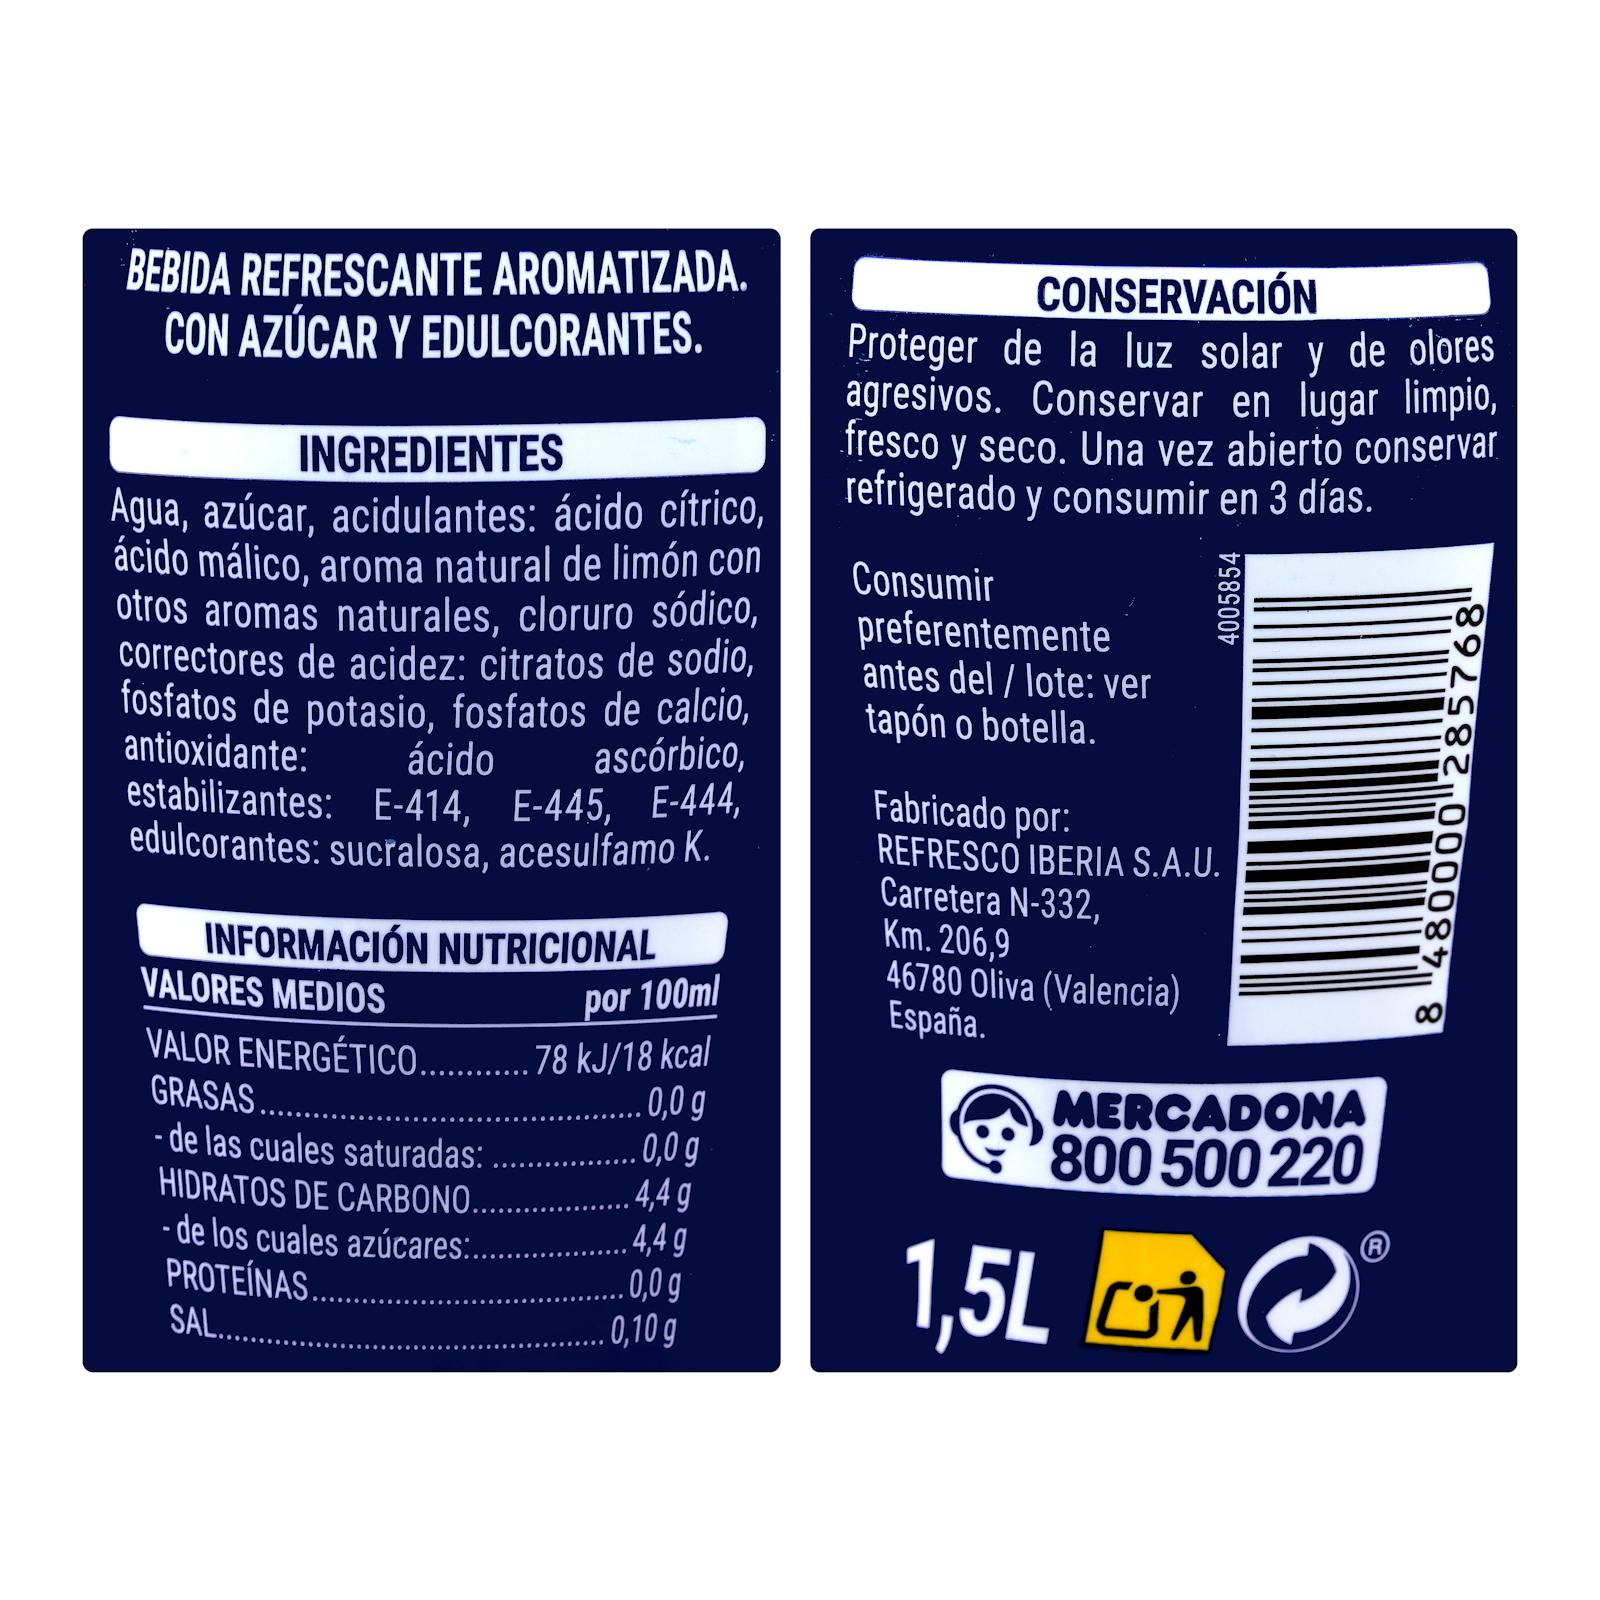 BEBIDA REFRESCANTE AROMATIZADA.
CON AZÚCAR Y EDULCORANTES.
INGREDIENTES
Agua, azúcar, acidulantes: ácido cítrico,
ácido málico, aroma natural de limón con
otros aromas naturales, cloruro sódico,
correctores de acidez: citratos de sodio,
fosfatos de potasio, fosfatos de calcio,
antioxidante: ácido ascórbico,
estabilizantes: E-414, E-445, E-444,
edulcorantes: sucralosa, acesulfamo K.
INFORMACIÓN NUTRICIONAL
VALORES MEDIOS por 100ml
VALOR ENERGÉTICO............ 78 kJ/18 kcal
GRASAS.......................................... 0,0 g
- de las cuales saturadas: ................ 0,0 g
HIDRATOS DE CARBONO.................. 4,4 g
- de los cuales azúcares:.................. 4,4 g
PROTEÍNAS.................................... 0,0 g
SAL............................................. 0,10 g
CONSERVACIÓN
Proteger de la luz solar y de olores
agresivos. Conservar en lugar limpio,
fresco y seco. Una vez abierto conservar
refrigerado y consumir en 3 días.
Consumir
preferentemente
antes del / lote: ver
tapón o botella.
4005854
8 480000 285768
Fabricado por:
REFRESCO IBERIA S.A.U.
Carretera N-332,
Km. 206,9
46780 Oliva (Valencia)
España.
MERCADONA
800 500 220
1,5L
®